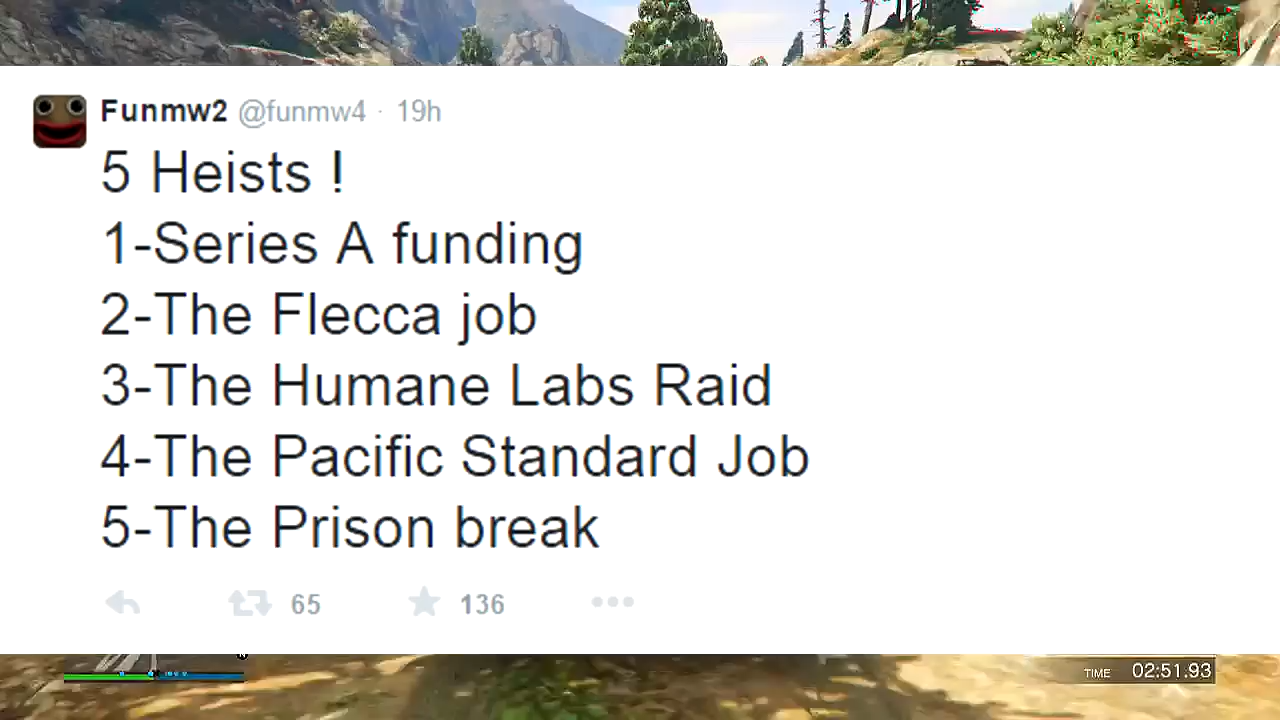 Funmw2 @funmw4 · 19h
5 Heists !
1-Series A funding
2-The Flecca job
3-The Humane Labs Raid
4-The Pacific Standard Job
5-The Prison break
65 136
N
TIME 02:51.93